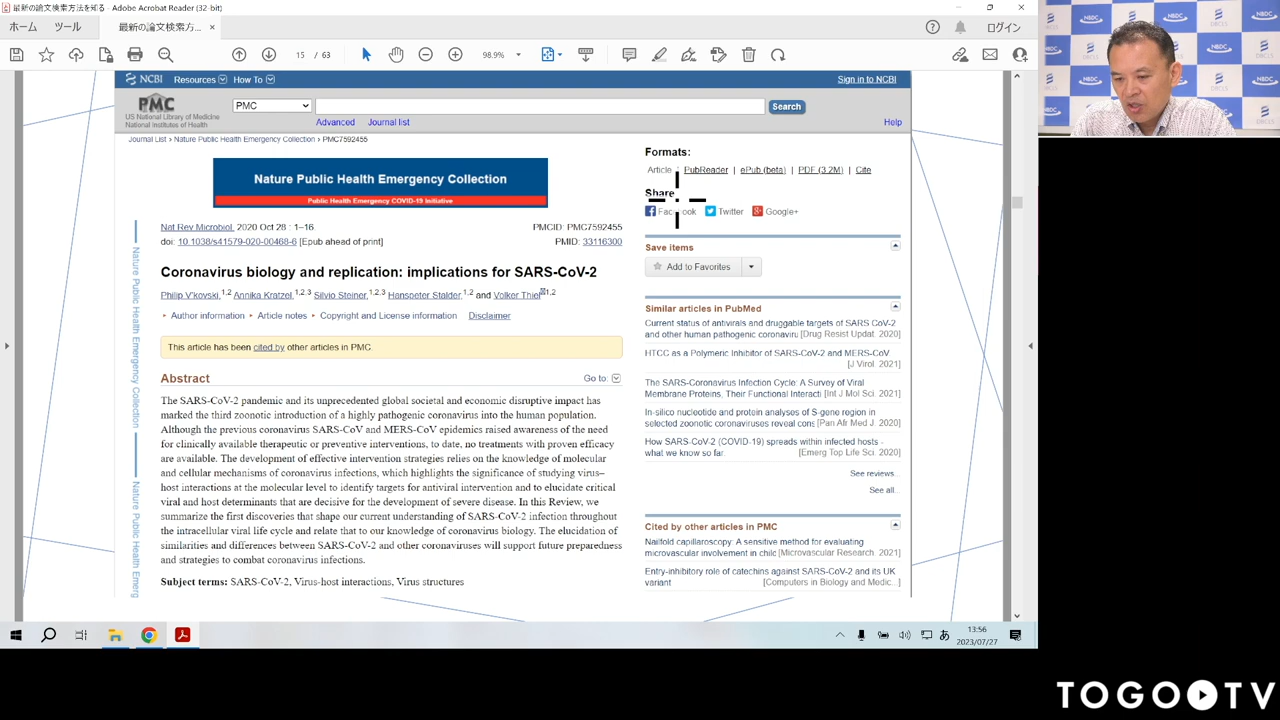 最新の論文検索方法を知る - Adobe Acrobat Reader (32-bit)
ホーム ツール 最新の論文検索方... × ログイン
15 / 63 98.9%
NCBI Resources How To Sign in to NCBI
PMC
US National Library of Medicine
National Institutes of Health
PMC Search
Advanced Journal list Help
Journal List > Nature Public Health Emergency Collection > PMC7592455
Nature Public Health Emergency Collection
Public Health Emergency COVID-19 Initiative
Nat Rev Microbiol. 2020 Oct 28 : 1–16 PMCID: PMC7592455
doi: 10.1038/s41579-020-00468-6 [Epub ahead of print] PMID: 33116300
Coronavirus biology and replication: implications for SARS-CoV-2
Philip V'kovski,1,2 Annika Kratzel,1,2,3 Silvio Steiner,1,2,3 Hanspeter Stalder,1,2 and Volker Thiel1,2
Author information Article notes Copyright and License information Disclaimer
This article has been cited by other articles in PMC.
Abstract Go to:
The SARS-CoV-2 pandemic and its unprecedented global societal and economic disruptive impact has
marked the third zoonotic introduction of a highly pathogenic coronavirus into the human population.
Although the previous coronavirus SARS-CoV and MERS-CoV epidemics raised awareness of the need
for clinically available therapeutic or preventive interventions, to date, no treatments with proven efficacy
are available. The development of effective intervention strategies relies on the knowledge of molecular
and cellular mechanisms of coronavirus infections, which highlights the significance of studying virus–
host interactions at the molecular level to identify targets for antiviral intervention and to elucidate critical
viral and host determinants that are decisive for the development of severe disease. In this Review, we
summarize the first discoveries that shape our current understanding of SARS-CoV-2 infection throughout
the intracellular viral life cycle and relate that to our knowledge of coronavirus biology. The elucidation of
similarities and differences between SARS-CoV-2 and other coronaviruses will support future preparedness
and strategies to combat coronavirus infections.
Subject terms: SARS-CoV-2, Virus-host interactions, Virus structures
Nature Public Health Emergency Collection
Nature Public Health Emerg
Formats:
Article | PubReader | ePub (beta) | PDF (3.2M) | Cite
Share
Fac ook Twitter Google+
Save items
Add to Favorites
Similar articles in PubMed
Current status of antivirals and druggable targets of SARS CoV-2
and other human pathogenic coronaviru [Drug Resist Updat. 2020]
HTCC as a Polymeric Inhibitor of SARS-CoV-2 and MERS-CoV.
[J Virol. 2021]
The SARS-Coronavirus Infection Cycle: A Survey of Viral
Membrane Proteins, Their Functional Interacti [Int J Mol Sci. 2021]
In-silico nucleotide and protein analyses of S-gene region in
selected zoonotic coronaviruses reveal cons [Pan Afr Med J. 2020]
How SARS-CoV-2 (COVID-19) spreads within infected hosts -
what we know so far. [Emerg Top Life Sci. 2020]
See reviews...
See all...
Cited by other articles in PMC
Nailfold capillaroscopy: A sensitive method for evaluating
microvascular involvement in chilc [Microvascular Research. 2021]
Entry-inhibitory role of catechins against SARS-CoV-2 and its UK
variant [Computers in Biology and Medic...]
あ 13:56
2023/07/27
NBDC
DBCLS
TOGO TV